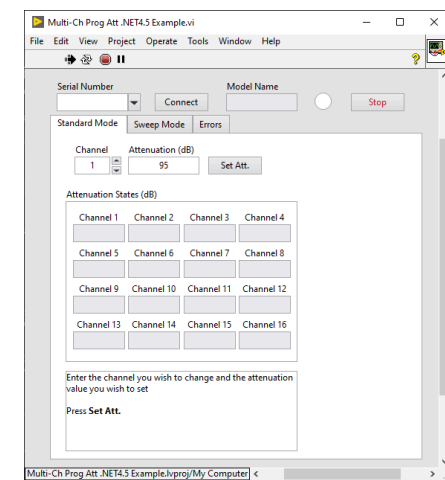 Multi-Ch Prog Att .NET4.5 Example.vi
File Edit View Project Operate Tools Window Help
Serial Number Model Name
Connect Stop
Standard Mode Sweep Mode Errors
Channel Attenuation (dB)
1 95 Set Att.
Attenuation States (dB)
Channel 1 Channel 2 Channel 3 Channel 4
Channel 5 Channel 6 Channel 7 Channel 8
Channel 9 Channel 10 Channel 11 Channel 12
Channel 13 Channel 14 Channel 15 Channel 16
Enter the channel you wish to change and the attenuation
value you wish to set
Press Set Att.
Multi-Ch Prog Att .NET4.5 Example.lvproj/My Computer